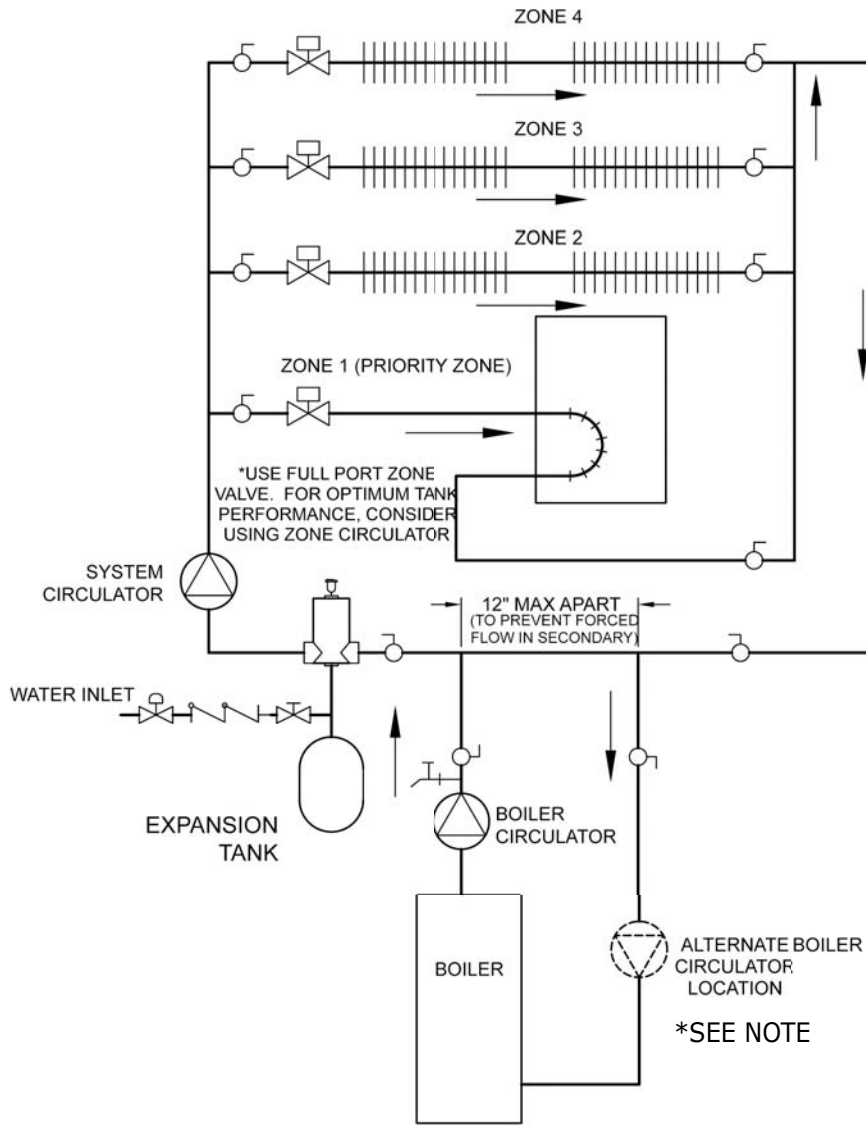 ZONE 4
ZONE 3
ZONE 2
ZONE 1 (PRIORITY ZONE)
*USE FULL PORT ZONE
VALVE. FOR OPTIMUM TANK
PERFORMANCE, CONSIDER
USING ZONE CIRCULATOR
SYSTEM
CIRCULATOR
12" MAX APART
(TO PREVENT FORCED
FLOW IN SECONDARY)
WATER INLET
EXPANSION
TANK
BOILER
CIRCULATOR
BOILER
ALTERNATE BOILER
CIRCULATOR
LOCATION
*SEE NOTE